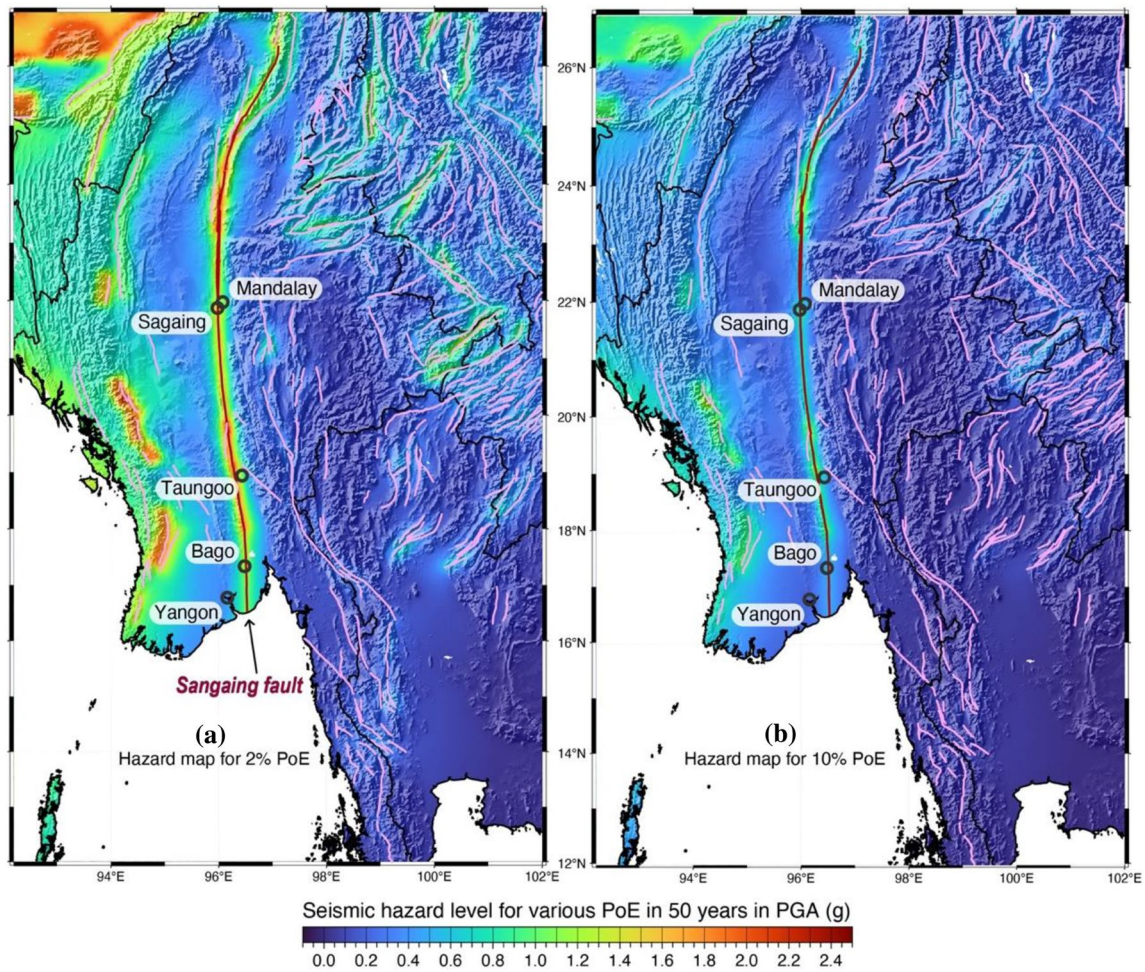 26°N
24°N
22°N
20°N
18°N
16°N
14°N
12°N
Mandalay
Sagaing
Taungoo
Bago
Yangon
Sangaing fault
(a)
Hazard map for 2% PoE
94°E 96°E 98°E 100°E 102°E
Mandalay
Sagaing
Taungoo
Bago
Yangon
(b)
Hazard map for 10% PoE
94°E 96°E 98°E 100°E 102°E
Seismic hazard level for various PoE in 50 years in PGA (g)
0.0 0.2 0.4 0.6 0.8 1.0 1.2 1.4 1.6 1.8 2.0 2.2 2.4